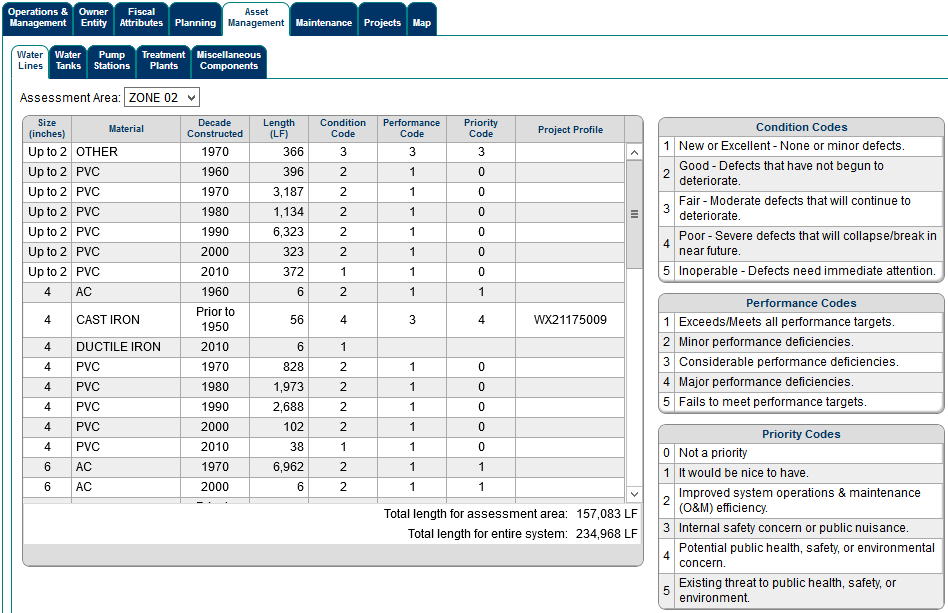 Operations & Management Owner Entity Fiscal Attributes Planning Asset Management Maintenance Projects Map
Water Lines Water Tanks Pump Stations Treatment Plants Miscellaneous Components
Assessment Area: ZONE 02
Size (inches) Material Decade Constructed Length (LF) Condition Code Performance Code Priority Code Project Profile
Up to 2 OTHER 1970 366 3 3 3
Up to 2 PVC 1960 396 2 1 0
Up to 2 PVC 1970 3,187 2 1 0
Up to 2 PVC 1980 1,134 2 1 0
Up to 2 PVC 1990 6,323 2 1 0
Up to 2 PVC 2000 323 2 1 0
Up to 2 PVC 2010 372 1 1 0
4 AC 1960 6 2 1 1
4 CAST IRON Prior to 1950 56 4 3 4 WX21175009
4 DUCTILE IRON 2010 6 1
4 PVC 1970 828 2 1 0
4 PVC 1980 1,973 2 1 0
4 PVC 1990 2,688 2 1 0
4 PVC 2000 102 2 1 0
4 PVC 2010 38 1 1 0
6 AC 1970 6,962 2 1 1
6 AC 2000 6 2 1 1
Total length for assessment area: 157,083 LF
Total length for entire system: 234,968 LF
Condition Codes
1 New or Excellent - None or minor defects.
2 Good - Defects that have not begun to
deteriorate.
3 Fair - Moderate defects that will continue to
deteriorate.
4 Poor - Severe defects that will collapse/break in
near future.
5 Inoperable - Defects need immediate attention.
Performance Codes
1 Exceeds/Meets all performance targets.
2 Minor performance deficiencies.
3 Considerable performance deficiencies.
4 Major performance deficiencies.
5 Fails to meet performance targets.
Priority Codes
0 Not a priority
1 It would be nice to have.
2 Improved system operations & maintenance
(O&M) efficiency.
3 Internal safety concern or public nuisance.
4 Potential public health, safety, or environmental
concern.
5 Existing threat to public health, safety, or
environment.